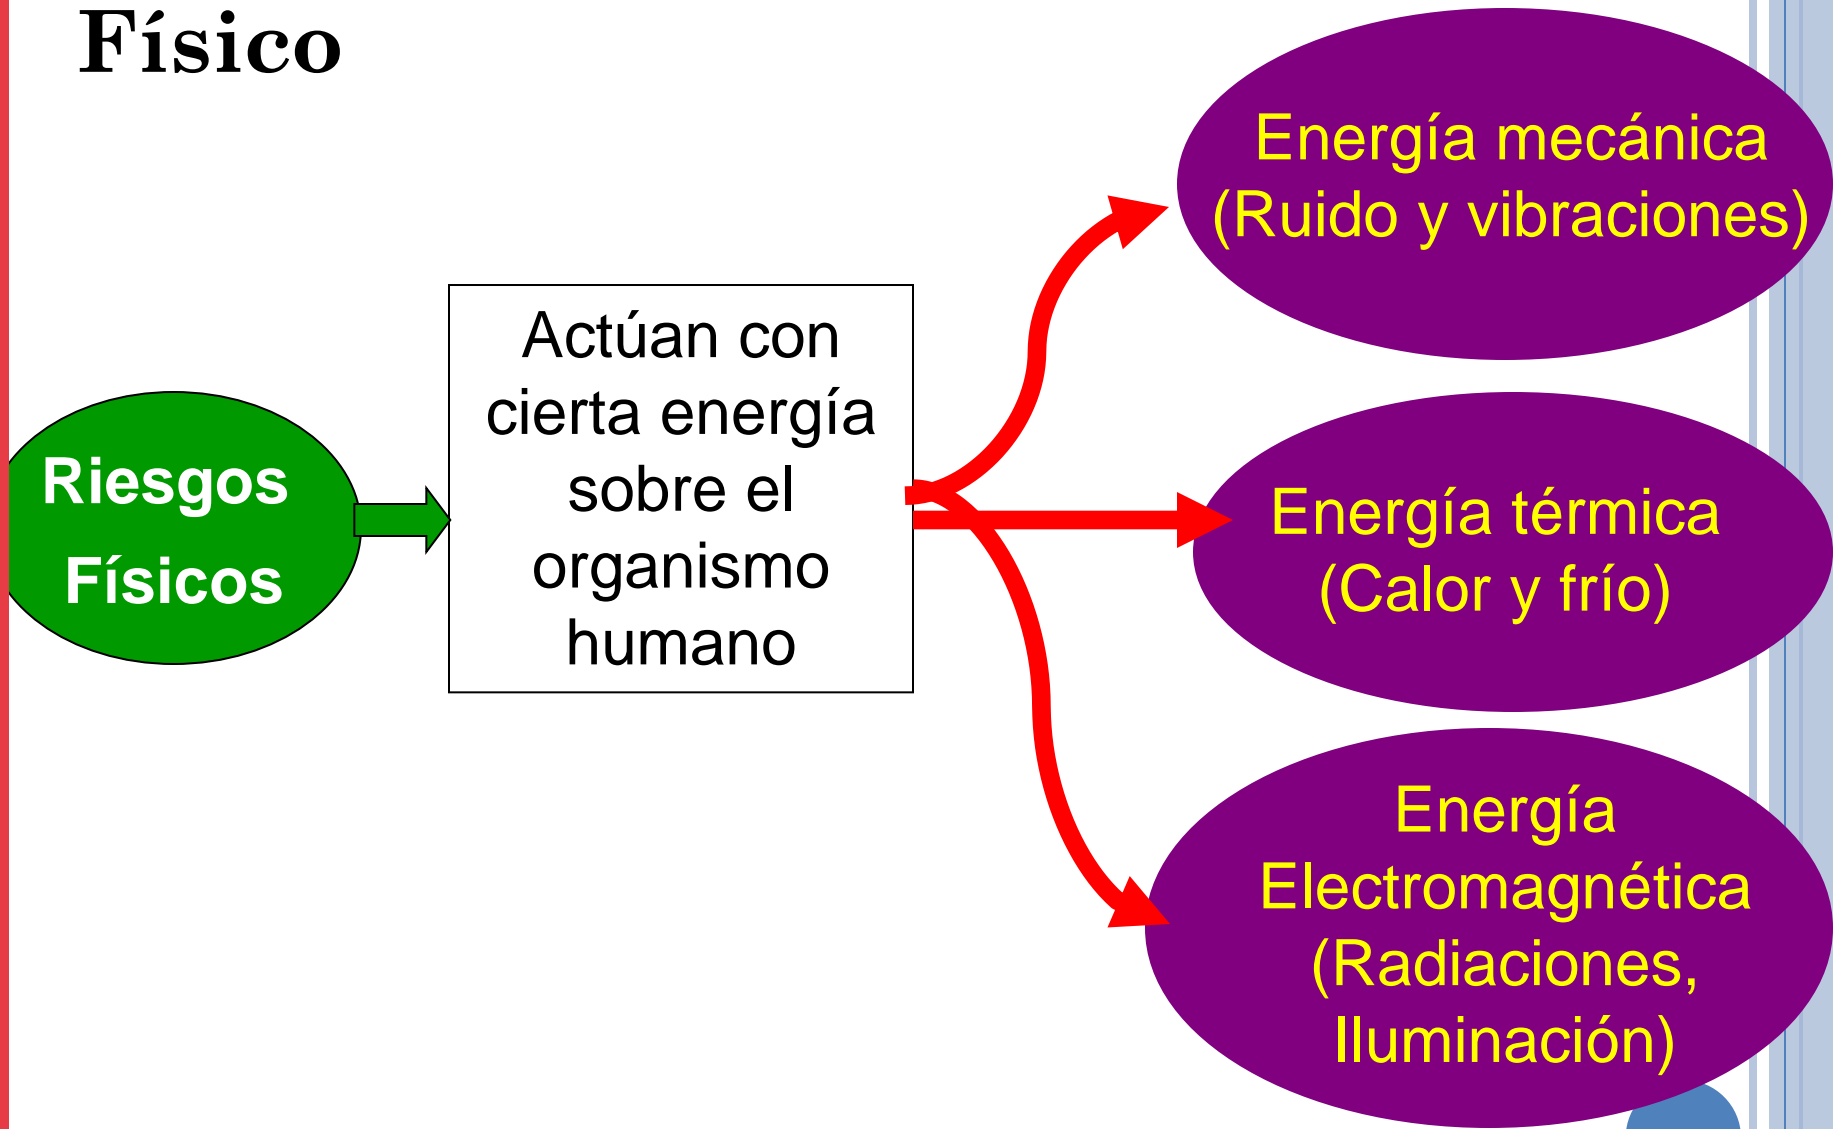 Físico
Riesgos
Físicos
Actúan con
cierta energía
sobre el
organismo
humano
Energía mecánica
(Ruido y vibraciones)
Energía térmica
(Calor y frío)
Energía
Electromagnética
(Radiaciones,
Iluminación)